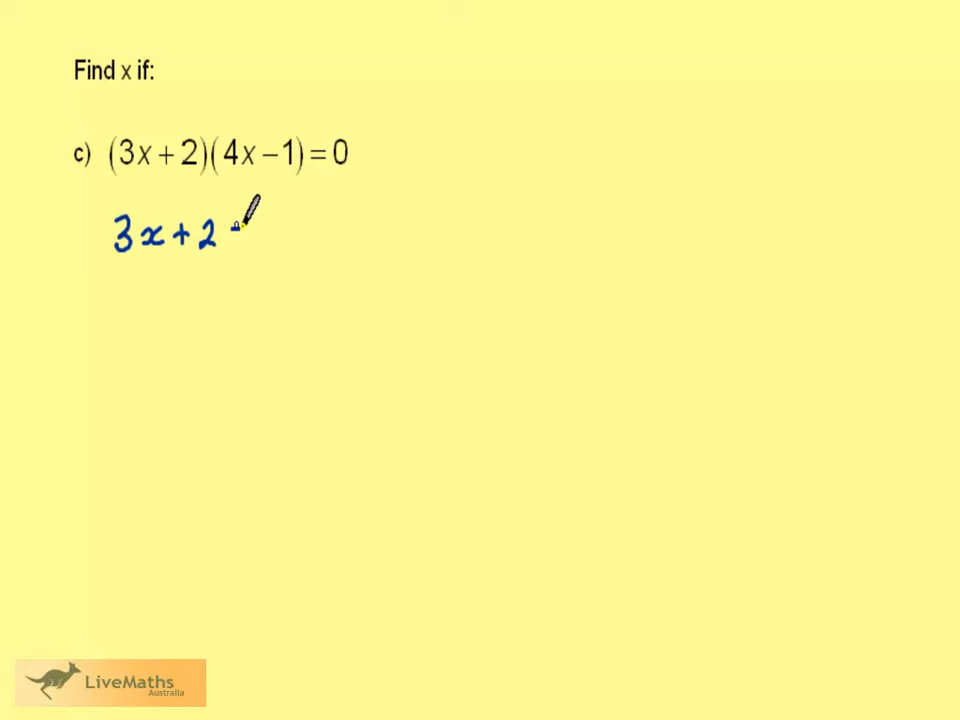 Find x if:
c) (3x + 2)(4x − 1) = 0
3x + 2
LiveMaths
Australia